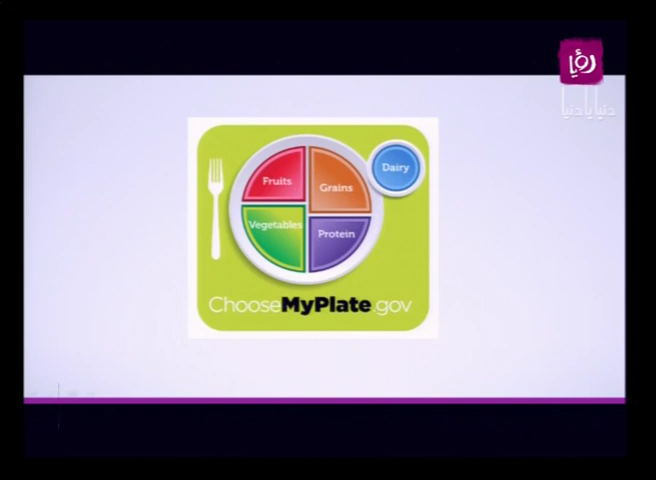 رؤيا
دنيا يا دنيا
Fruits
Grains
Dairy
Vegetables
Protein
ChooseMyPlate.gov